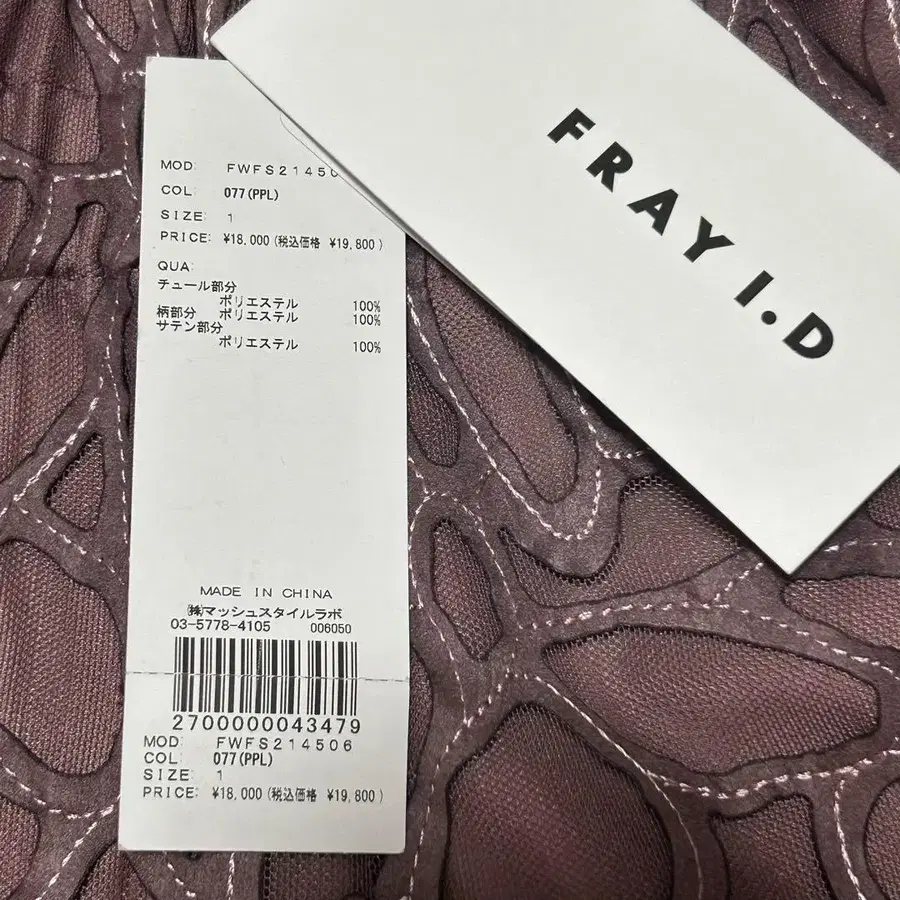 FRAY I.D
MOD: FWFS21450
COL: 077(PPL)
SIZE: 1
PRICE: ¥18,000(税込価格 ¥19,800)
QUA:
チュール部分
ポリエステル 100%
柄部分 ポリエステル 100%
サテン部分
ポリエステル 100%
MADE IN CHINA
㈱マッシュスタイルラボ
03-5778-4105 006050
2700000043479
MOD: FWFS214506
COL: 077(PPL)
SIZE: 1
PRICE: ¥18,000(税込価格 ¥19,800)